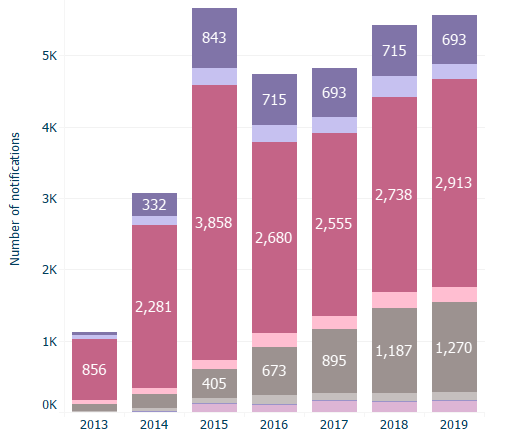 Number of notifications
5K
4K
3K
2K
1K
0K
856
332
2,281
843
3,858
405
715
2,680
673
693
2,555
895
715
2,738
1,187
693
2,913
1,270
2013 2014 2015 2016 2017 2018 2019